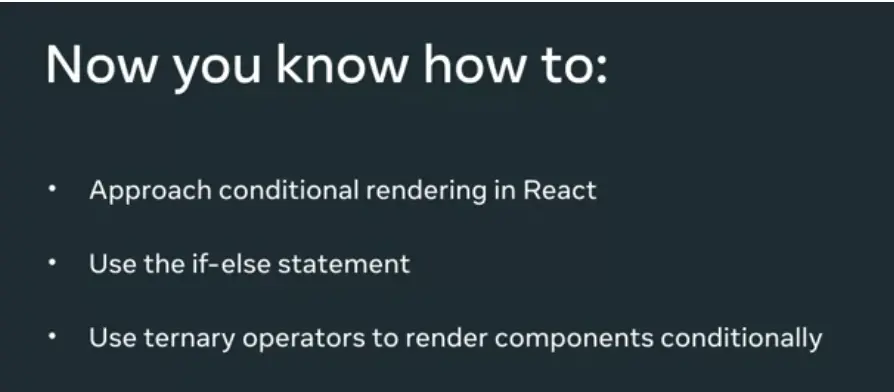 Now you know how to:
• Approach conditional rendering in React
• Use the if-else statement
• Use ternary operators to render components conditionally